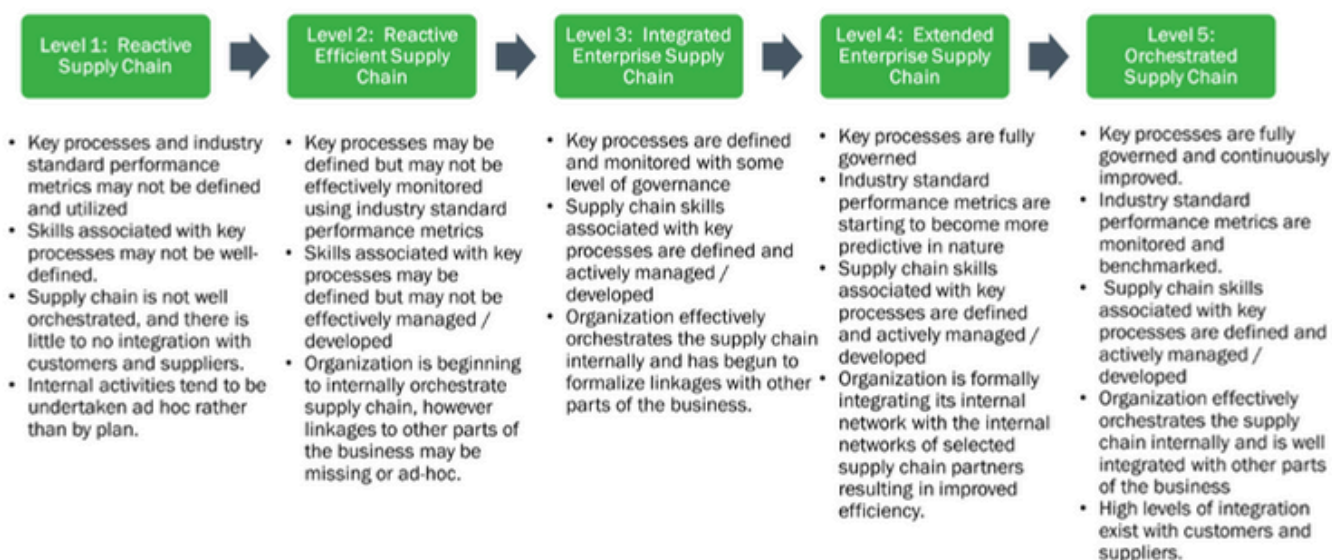 Level 1: Reactive
Supply Chain
Level 2: Reactive
Efficient Supply
Chain
Level 3: Integrated
Enterprise Supply
Chain
Level 4: Extended
Enterprise Supply
Chain
Level 5:
Orchestrated
Supply Chain
• Key processes and industry
standard performance
metrics may not be defined
and utilized
• Skills associated with key
processes may not be well-
defined.
• Supply chain is not well
orchestrated, and there is
little to no integration with
customers and suppliers.
• Internal activities tend to be
undertaken ad hoc rather
than by plan.
• Key processes may be
defined but may not be
effectively monitored
using industry standard
performance metrics
• Skills associated with key
processes may be
defined but may not be
effectively managed /
developed
• Organization is beginning
to internally orchestrate
supply chain, however
linkages to other parts of
the business may be
missing or ad-hoc.
• Key processes are defined
and monitored with some
level of governance
• Supply chain skills
associated with key
processes are defined and
actively managed /
developed
• Organization effectively
orchestrates the supply chain
internally and has begun to
formalize linkages with other
parts of the business.
• Key processes are fully
governed
• Industry standard
performance metrics are
starting to become more
predictive in nature
• Supply chain skills
associated with key
processes are defined
and actively managed /
developed
• Organization is formally
integrating its internal
network with the internal
networks of selected
supply chain partners
resulting in improved
efficiency.
• Key processes are fully
governed and continuously
improved.
• Industry standard
performance metrics are
monitored and
benchmarked.
• Supply chain skills
associated with key
processes are defined and
actively managed /
developed
• Organization effectively
orchestrates the supply
chain internally and is well
integrated with other parts
of the business
• High levels of integration
exist with customers and
suppliers.